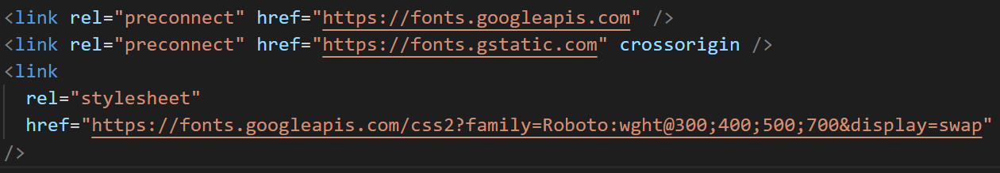 <link rel="preconnect" href="https://fonts.googleapis.com" />
<link rel="preconnect" href="https://fonts.gstatic.com" crossorigin />
<link
  rel="stylesheet"
  href="https://fonts.googleapis.com/css2?family=Roboto:wght@300;400;500;700&display=swap"
/>